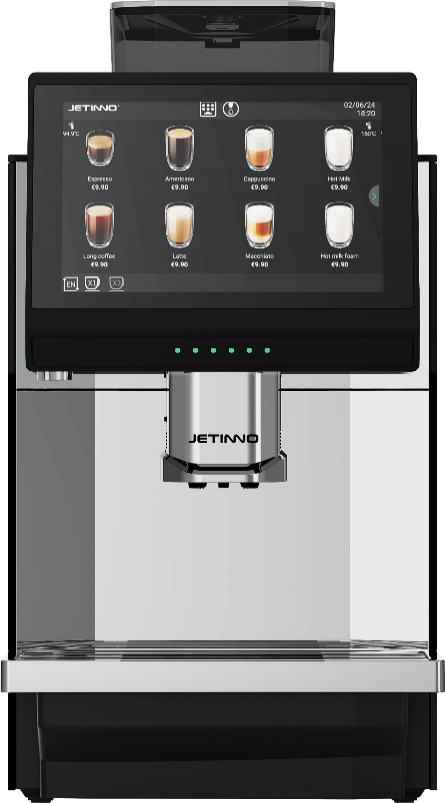 JETINNO
02/06/24
18:20
94.9°C
150°C
Espresso
€9.90
Americano
€9.90
Cappuccino
€9.90
Hot Milk
€9.90
Long coffee
€9.90
Latte
€9.90
Macchiato
€9.90
Hot milk foam
€9.90
EN X1 X2
JETINNO